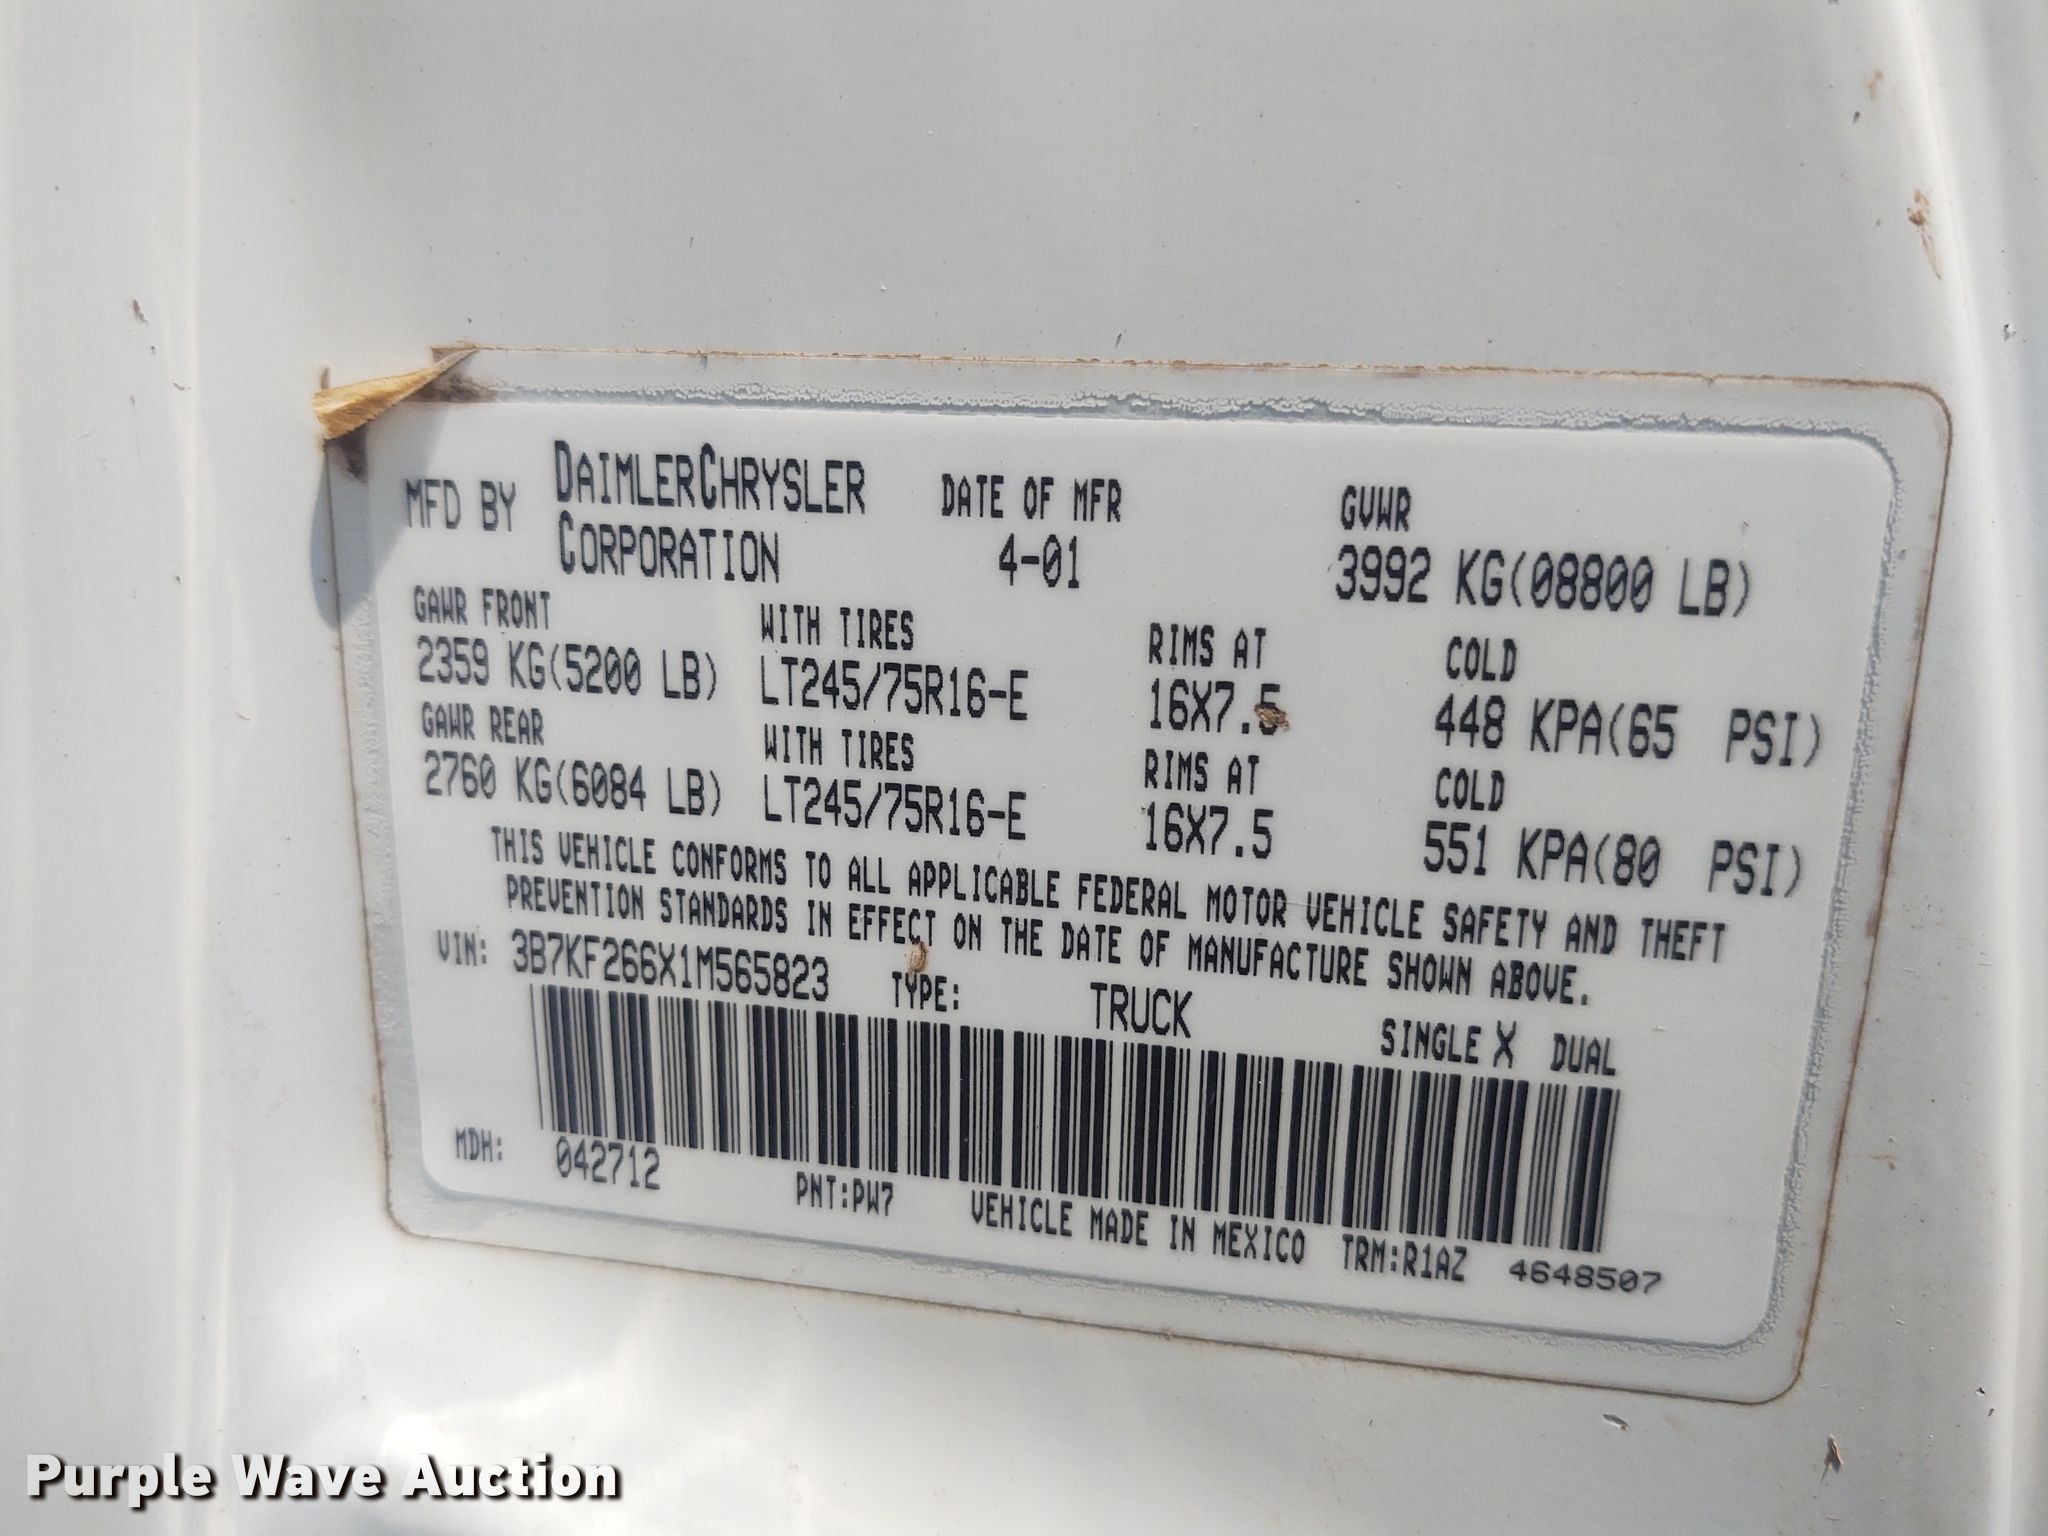 MFD BY DAIMLERCHRYSLER CORPORATION DATE OF MFR 4-01 GVWR 3992 KG(08800 LB)
GAWR FRONT WITH TIRES RIMS AT COLD
2359 KG(5200 LB) LT245/75R16-E 16X7.5 448 KPA(65 PSI)
GAWR REAR WITH TIRES RIMS AT COLD
2760 KG(6084 LB) LT245/75R16-E 16X7.5 551 KPA(80 PSI)
THIS VEHICLE CONFORMS TO ALL APPLICABLE FEDERAL MOTOR VEHICLE SAFETY AND THEFT
PREVENTION STANDARDS IN EFFECT ON THE DATE OF MANUFACTURE SHOWN ABOVE.
VIN: 3B7KF266X1M565823 TYPE: TRUCK SINGLE X DUAL
MDH: 042712 PNT:PW7 VEHICLE MADE IN MEXICO TRM:R1AZ 4648507
Purple Wave Auction